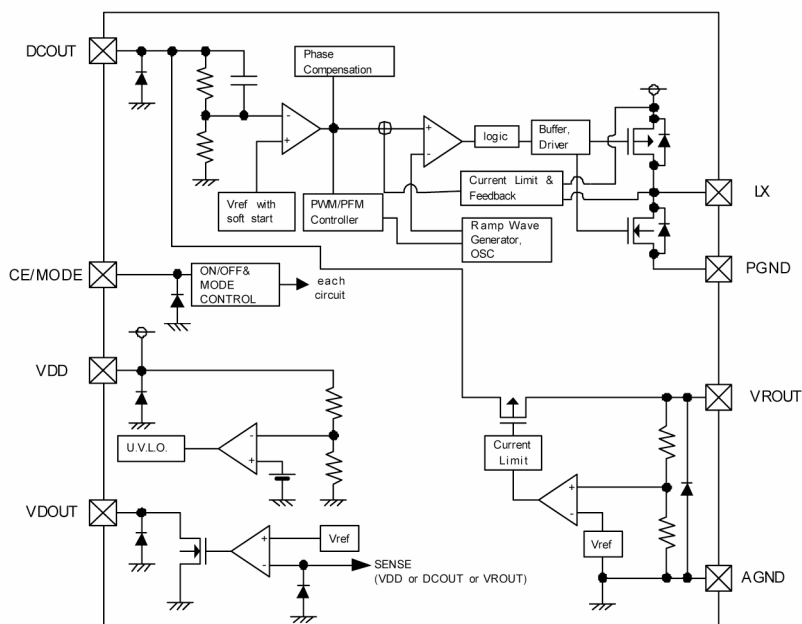 DCOUT
Phase
Compensation
-
+
+
-
logic
Buffer,
Driver
Current Limit &
Feedback
LX
Vref with
soft start
PWM/PFM
Controller
Ramp Wave
Generator,
OSC
PGND
CE/MODE
ON/OFF&
MODE
CONTROL
each
circuit
VDD
VROUT
U.V.L.O.
-
+
Current
Limit
+
-
VDOUT
+
-
Vref
Vref
SENSE
(VDD or DCOUT or VROUT)
AGND